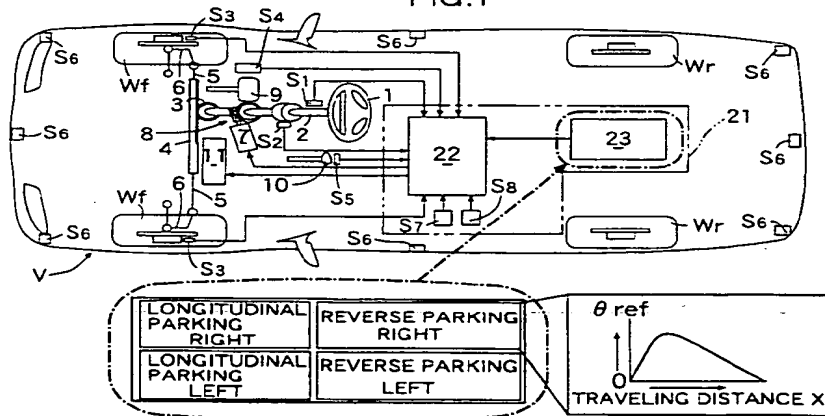 FIG.1
S6
S3
S4
S6
S6
Wf
6
5
9
S1
1
Wr
3
8
4
7
S2
2
11
22
23
21
S6
S6
10
S5
5
Wf
6
S7
S8
Wr
S6
S3
S6
S6
V
LONGITUDINAL
PARKING
RIGHT
REVERSE PARKING
RIGHT
LONGITUDINAL
PARKING
LEFT
REVERSE PARKING
LEFT
θ ref
0
TRAVELING DISTANCE X